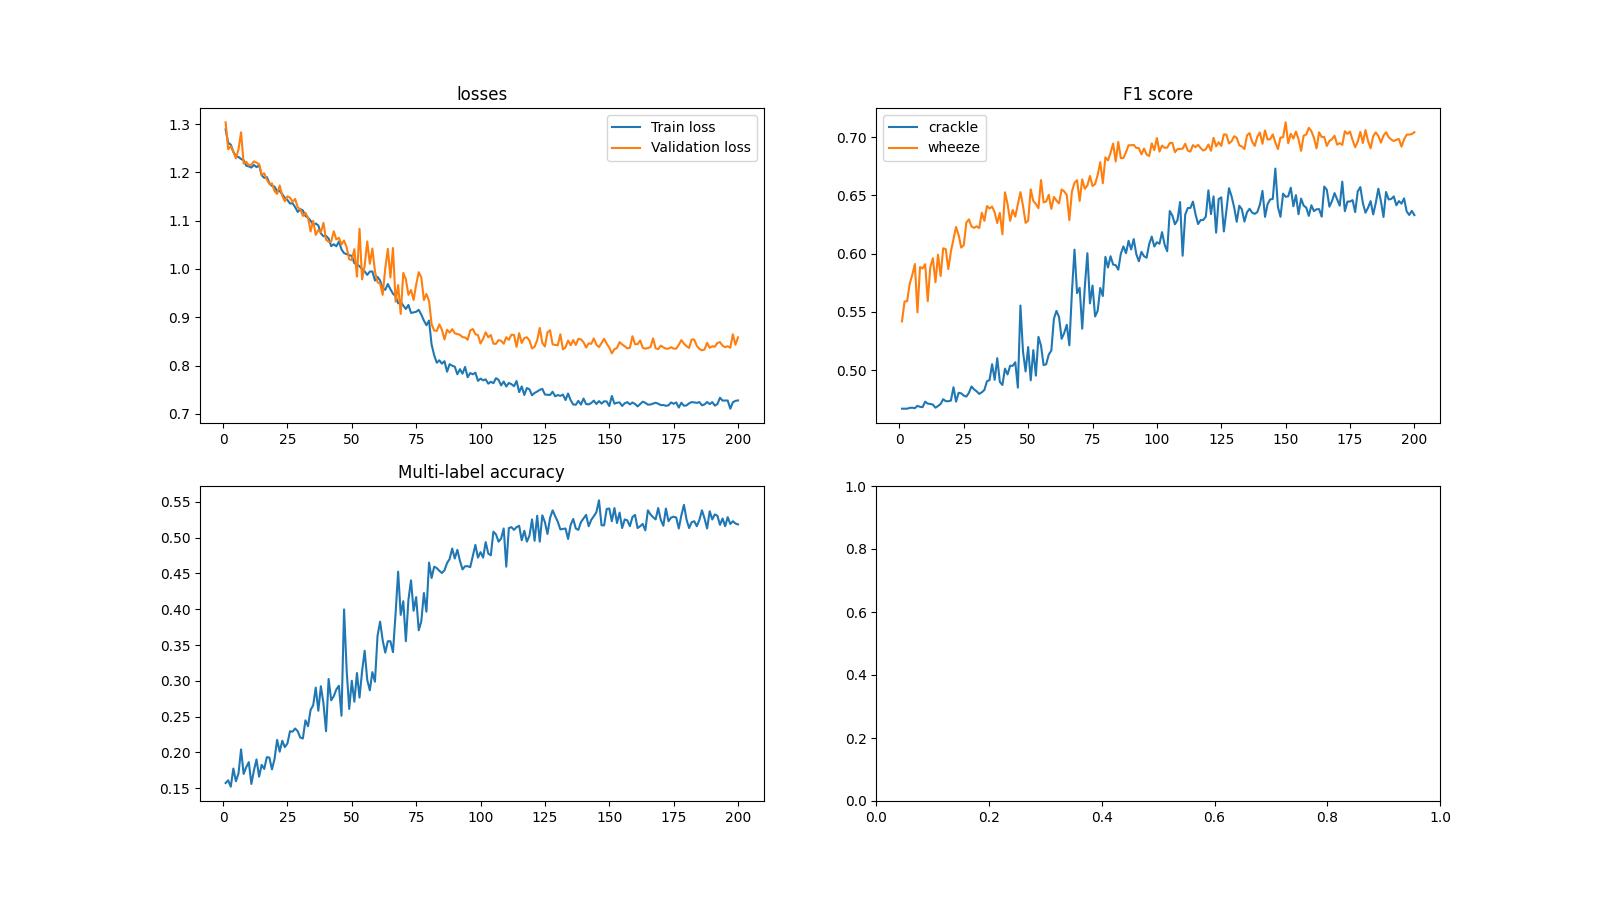 losses
1.3
1.2
1.1
1.0
0.9
0.8
0.7
0 25 50 75 100 125 150 175 200
Train loss
Validation loss
F1 score
0.70
0.65
0.60
0.55
0.50
0 25 50 75 100 125 150 175 200
crackle
wheeze
Multi-label accuracy
0.55
0.50
0.45
0.40
0.35
0.30
0.25
0.20
0.15
0 25 50 75 100 125 150 175 200
1.0
0.8
0.6
0.4
0.2
0.0
0.0 0.2 0.4 0.6 0.8 1.0